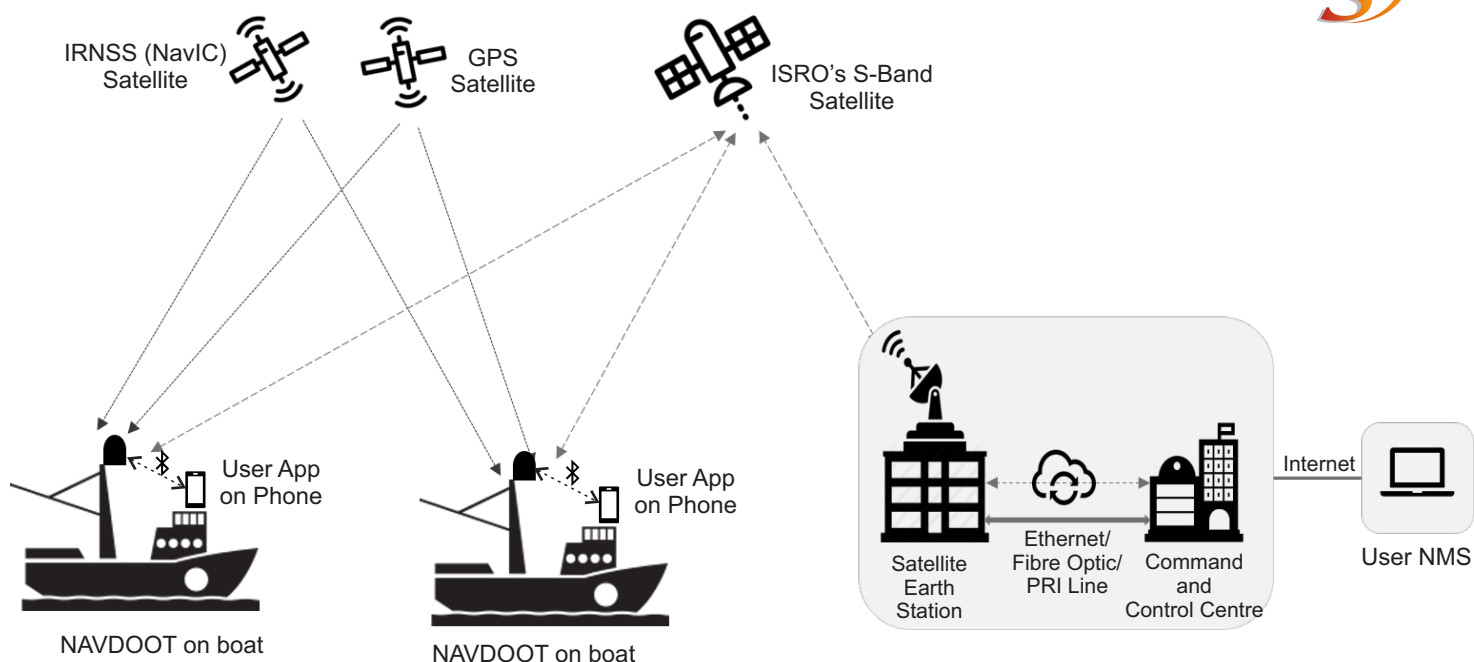 IRNSS (NavIC)
Satellite
GPS
Satellite
ISRO's S-Band
Satellite
User App
on Phone
User App
on Phone
NAVDOOT on boat
NAVDOOT on boat
Satellite
Earth
Station
Ethernet/
Fibre Optic/
PRI Line
Command
and
Control Centre
Internet
User NMS